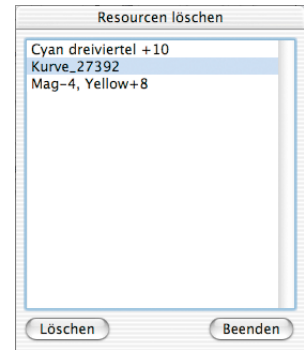 Resourcen löschen
Cyan dreiviertel +10
Kurve_27392
Mag-4, Yellow+8
Löschen
Beenden